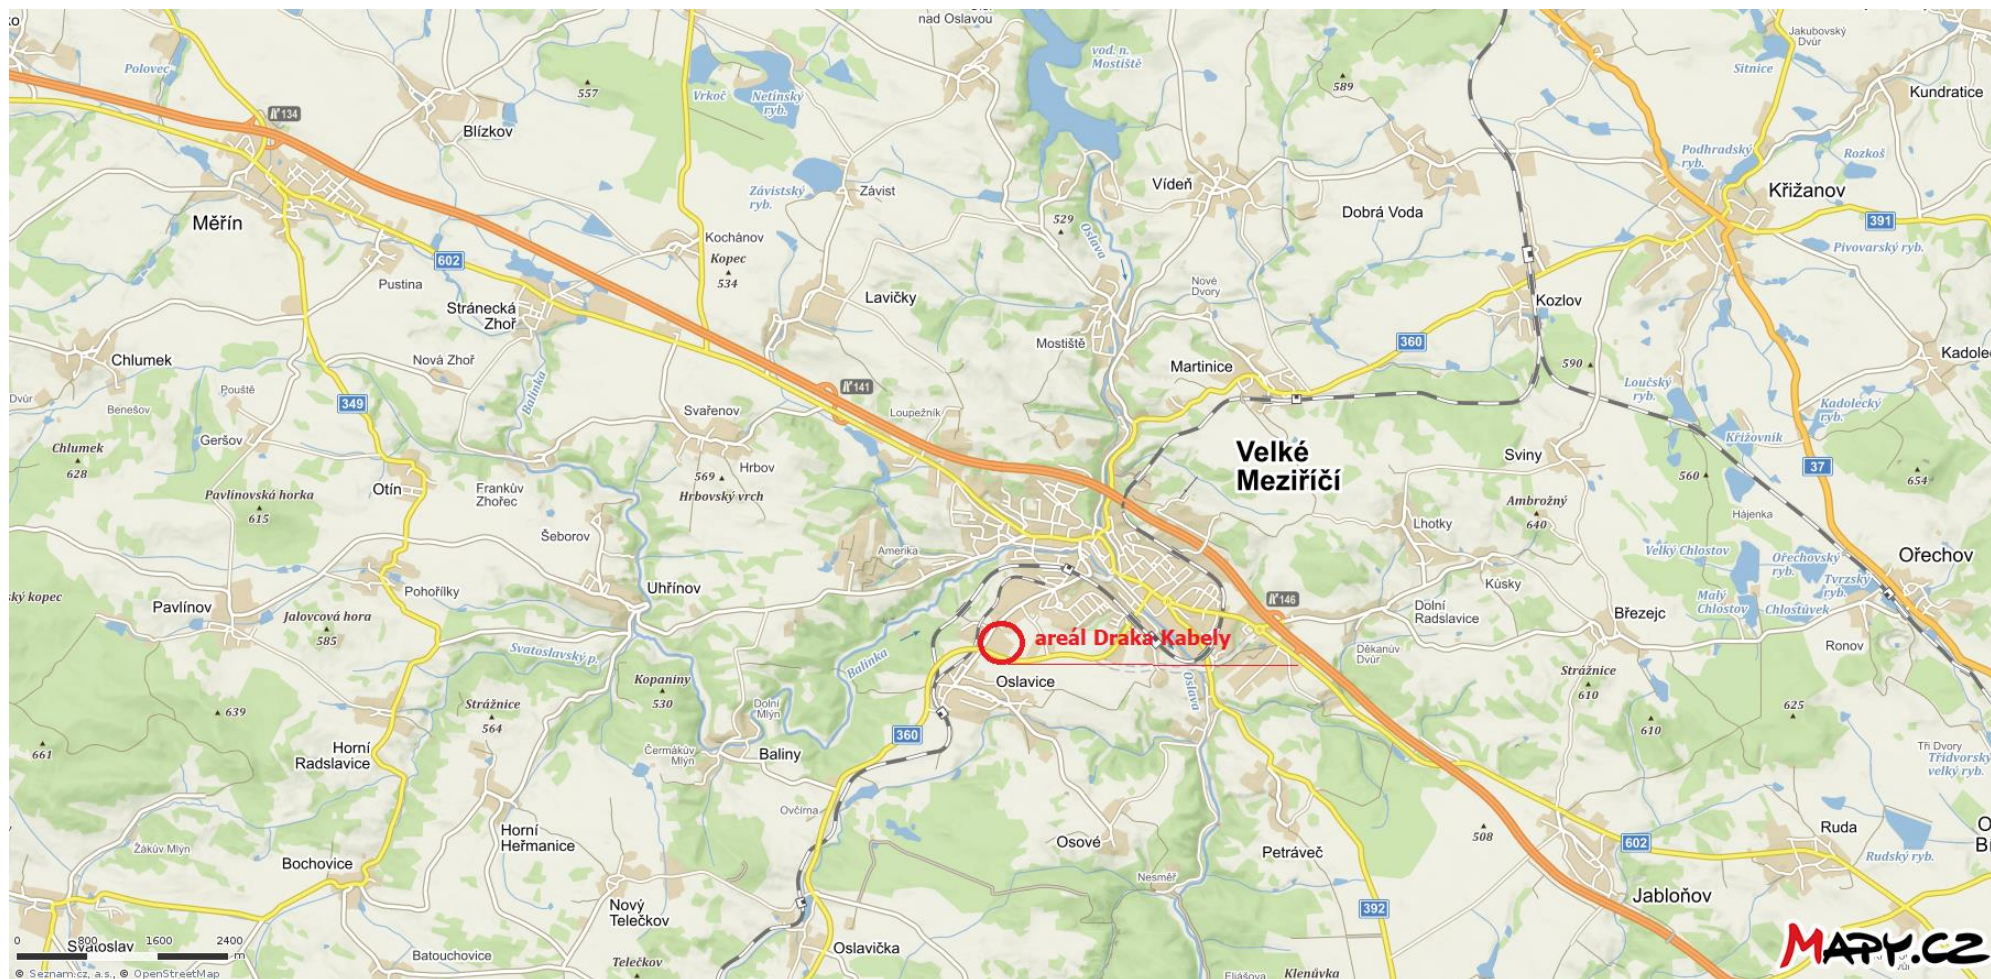 nad Oslavou
vod. n.
Mostiště
Jakubovský
Dvůr
Polovec
557
Vrkoč
Netínský
ryb.
589
Sitnice
Kundratice
134
Blízkov
Závistský
ryb.
Závist
Vídeň
Podhradský
ryb.
Rozkoš
Křižanov
Měřín
529
Oslava
Dobrá Voda
391
Kochánov
Kopec
534
Pivovarský ryb.
602
Pustina
Stránecká
Zhoř
Lavičky
Nové
Dvory
Kozlov
Mostiště
360
Chlumek
Nová Zhoř
Martinice
590
Kadolec
Dvůr
Pouště
Balinka
141
Loučský
ryb.
Benešov
349
Svařenov
Loupežník
Kadolecký
ryb.
Chlumek
628
Geršov
Křižovník
Velké
Meziříčí
Sviny
37
Hrbov
569
Hrbovský vrch
560
654
Otín
Frankův
Zhořec
Pavlínovská horka
615
Ambrožný
640
Hájenka
Šeborov
Lhotky
Amerika
Velký Chlostov
Ořechovský
ryb.
Ořechov
Tvrzský
ryb.
ský kopec
Pohořílky
Uhřínov
Kúsky
Pavlínov
Jalovcová hora
585
146
Dolní
Radslavice
Březejc
Malý
Chlostov
Chlostůvek
areál Draka Kabely
Ronov
Svatoslavský p.
Balinka
Děkanův
Dvůr
Kopaniny
530
Oslavice
Oslava
Strážnice
610
Strážnice
564
Dolní
Mlýn
639
625
661
Horní
Radslavice
Čermákův
Mlýn
Baliny
360
610
Tři Dvory
Třídvorský
velký ryb.
Ovčírna
Žákův Mlýn
Horní
Heřmanice
Osové
Petráveč
508
602
Ruda
Rudský ryb.
Bochovice
Nesměř
Nový
Telečkov
392
Jabloňov
Svatoslav
Batouchovice
Oslavička
Telečkov
Eliášova
Klenůvka
0 800 1600 2400
m
© Seznam.cz, a.s., © OpenStreetMap
MAPY.CZ